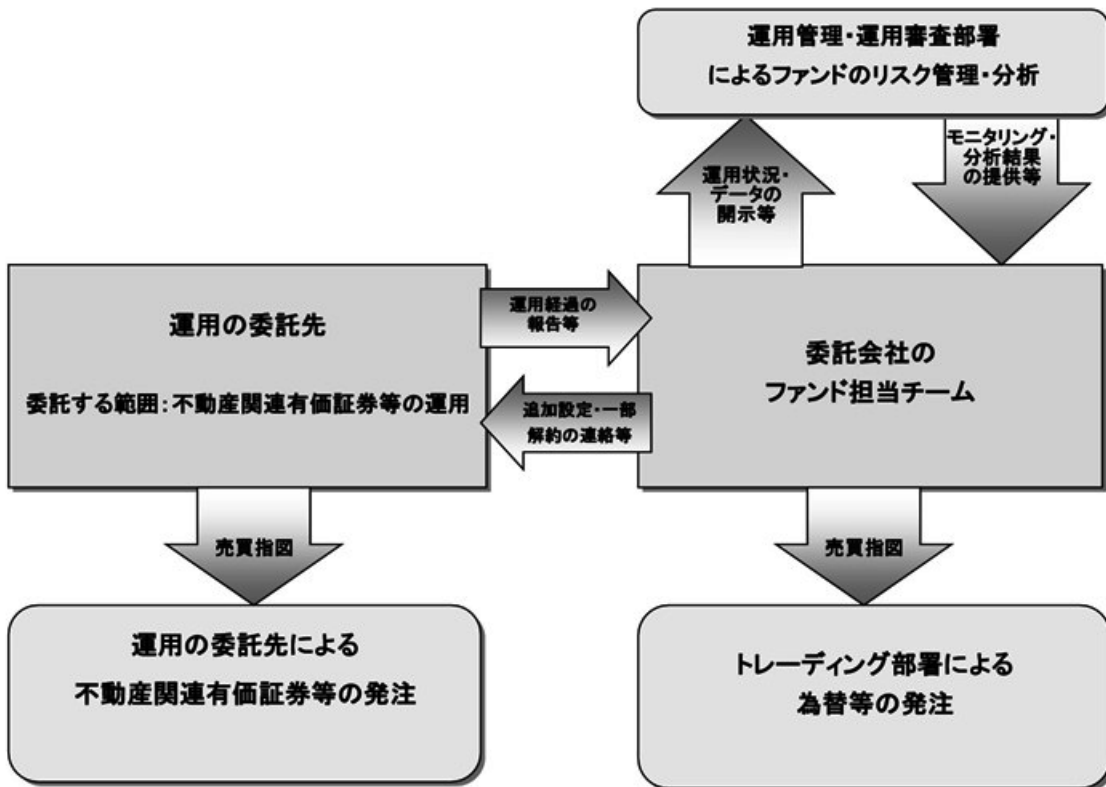 運用管理・運用審査部署
によるファンドのリスク管理・分析
運用状況・
データの
開示等
モニタリング・
分析結果
の提供等
運用の委託先
委託する範囲：不動産関連有価証券等の運用
運用経過の
報告等
追加設定・一部
解約の連絡等
委託会社の
ファンド担当チーム
売買指図
売買指図
運用の委託先による
不動産関連有価証券等の発注
トレーディング部署による
為替等の発注